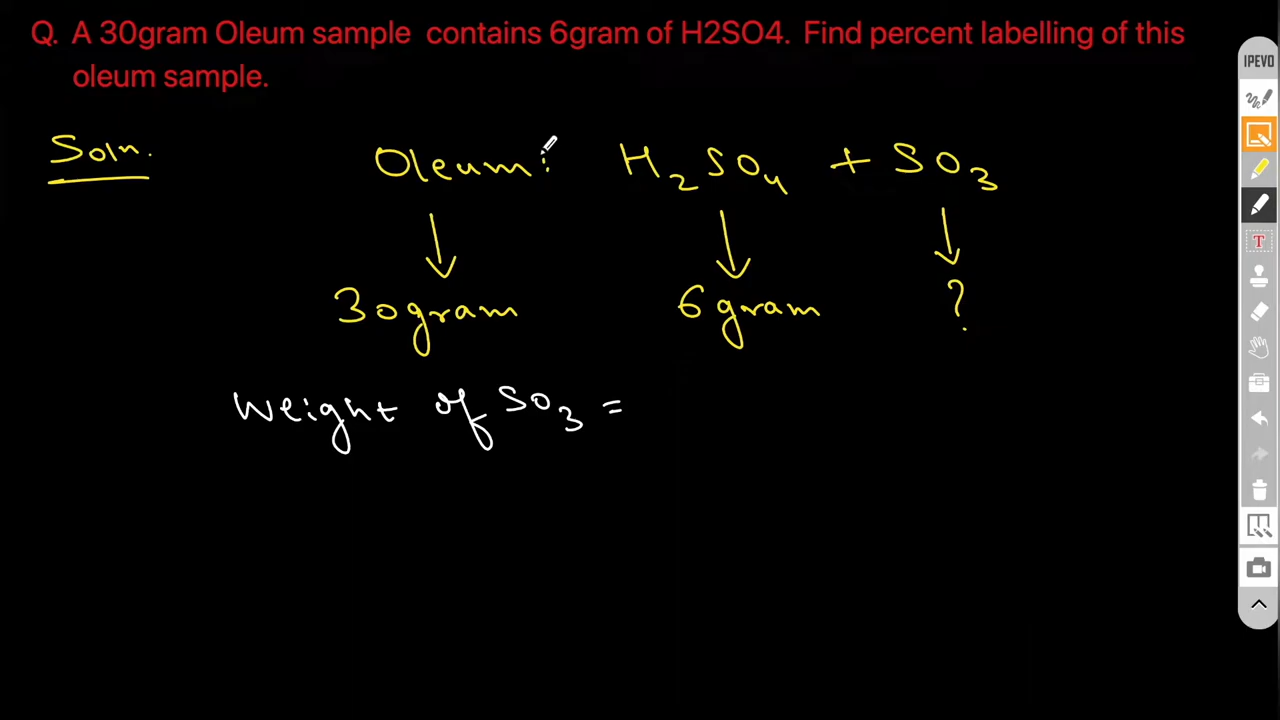 Q. A 30gram Oleum sample contains 6gram of H2SO4. Find percent labelling of this
oleum sample.
IPEVO
Soln.
Oleum: H₂SO₄ + SO₃
T
30gram 6gram ?
Weight of SO₃ =